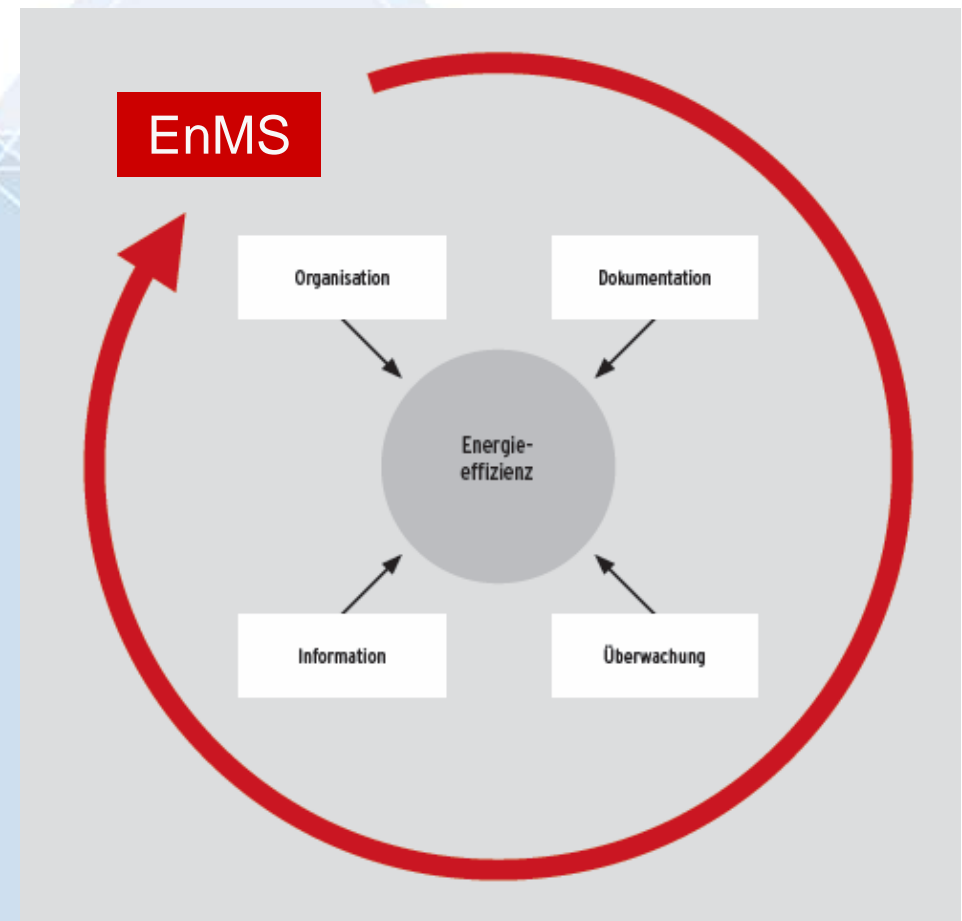 EnMS
Organisation
Dokumentation
Energie-
effizienz
Information
Überwachung